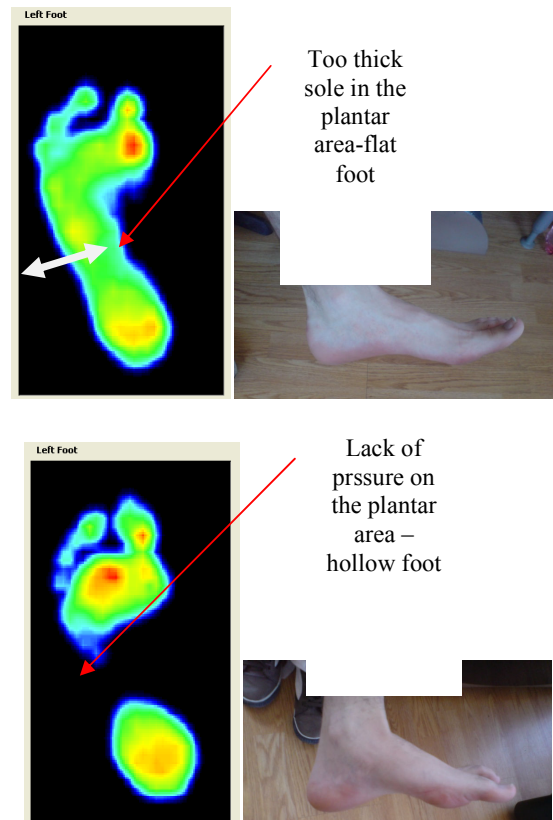 Left Foot
Too thick
sole in the
plantar
area-flat
foot
Left Foot
Lack of
prssure on
the plantar
area –
hollow foot